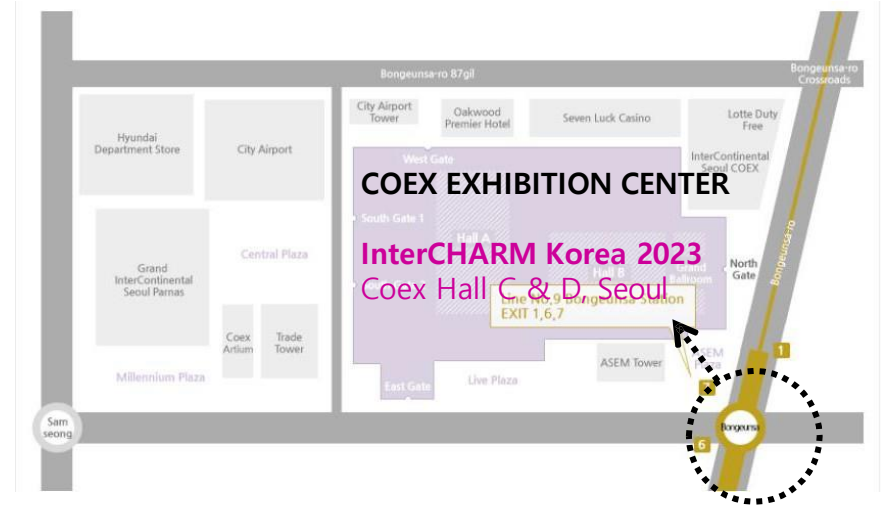 Bongeunsa-ro 87gil
Bongeunsa-ro
Crossroads
City Airport
Tower
Oakwood
Premier Hotel
Seven Luck Casino
Lotte Duty
Free
InterContinental
Seoul COEX
Hyundai
Department Store
City Airport
West Gate
COEX EXHIBITION CENTER
South Gate 1
Hall A
InterCHARM Korea 2023
Coex Hall C & D, Seoul
Hall B
Grand
Ballroom
North
Gate
Bongeunsa-ro
Central Plaza
Grand
InterContinental
Seoul Parnas
Line No,9 Bongeunsa Station
EXIT 1,6,7
Coex
Artium
Trade
Tower
ASEM Tower
ASEM
1
7
Millennium Plaza
East Gate
Live Plaza
Sam
seong
Bongeunsa
6